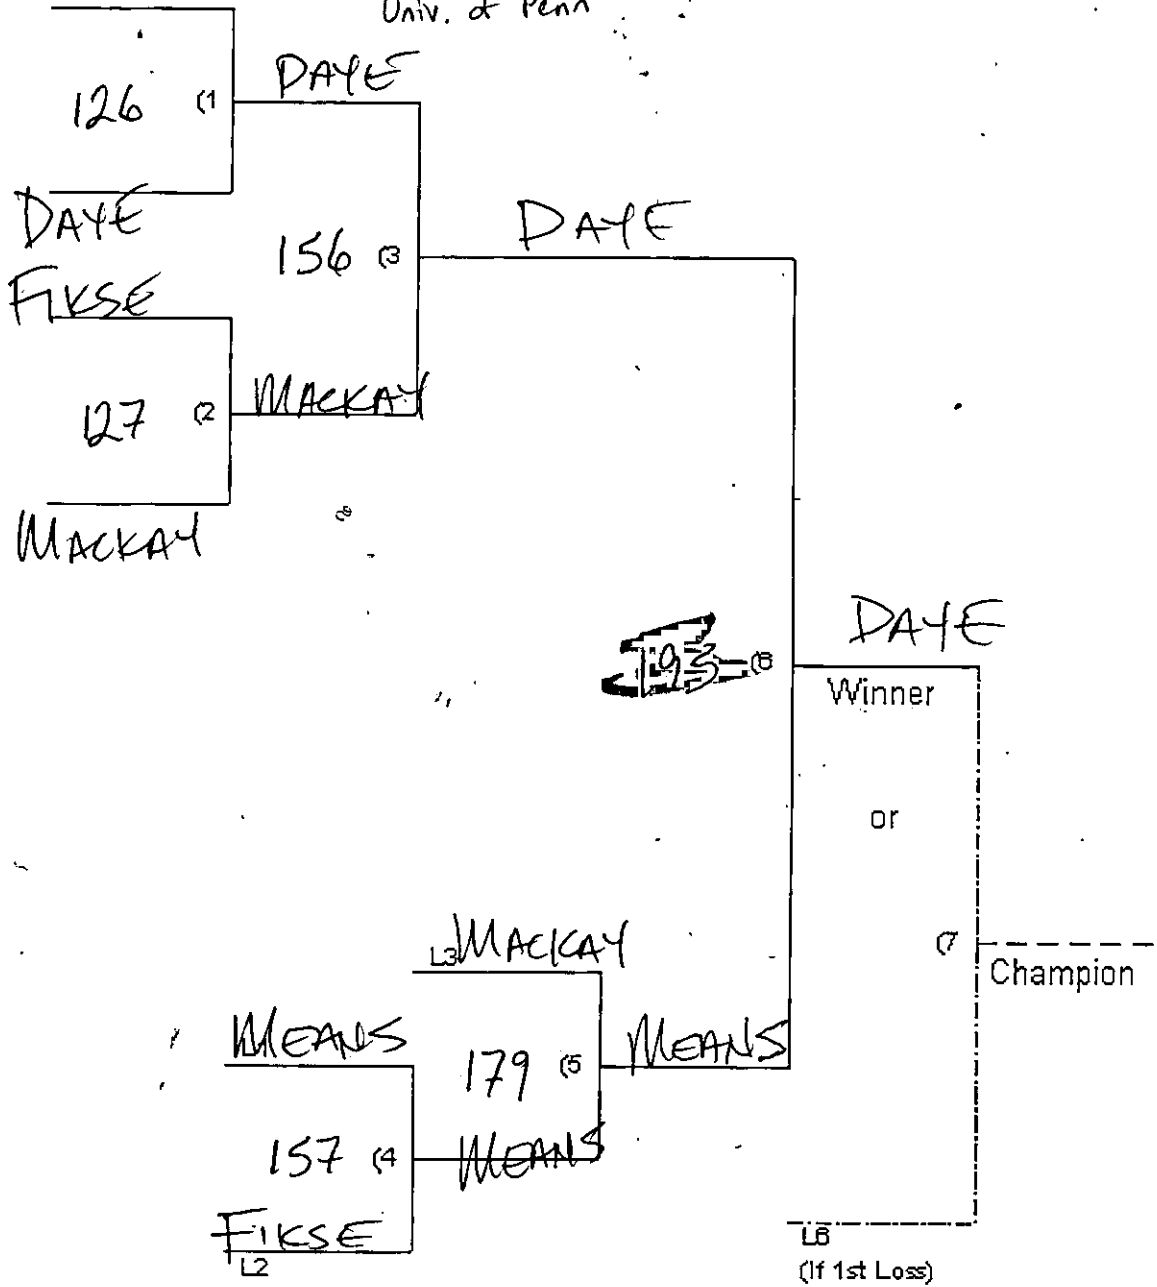 Univ. of Penn
DAYE
126 (1
DAYE
156 (3
DAYE
FIKSE
127 (2
MACKAY
MACKAY
DAYE
193 (6
Winner
or
L3 MACKAY
(7
Champion
MEANS
179 (5
MEANS
157 (4
MEANS
FIKSE
L2
L6
(If 1st Loss)